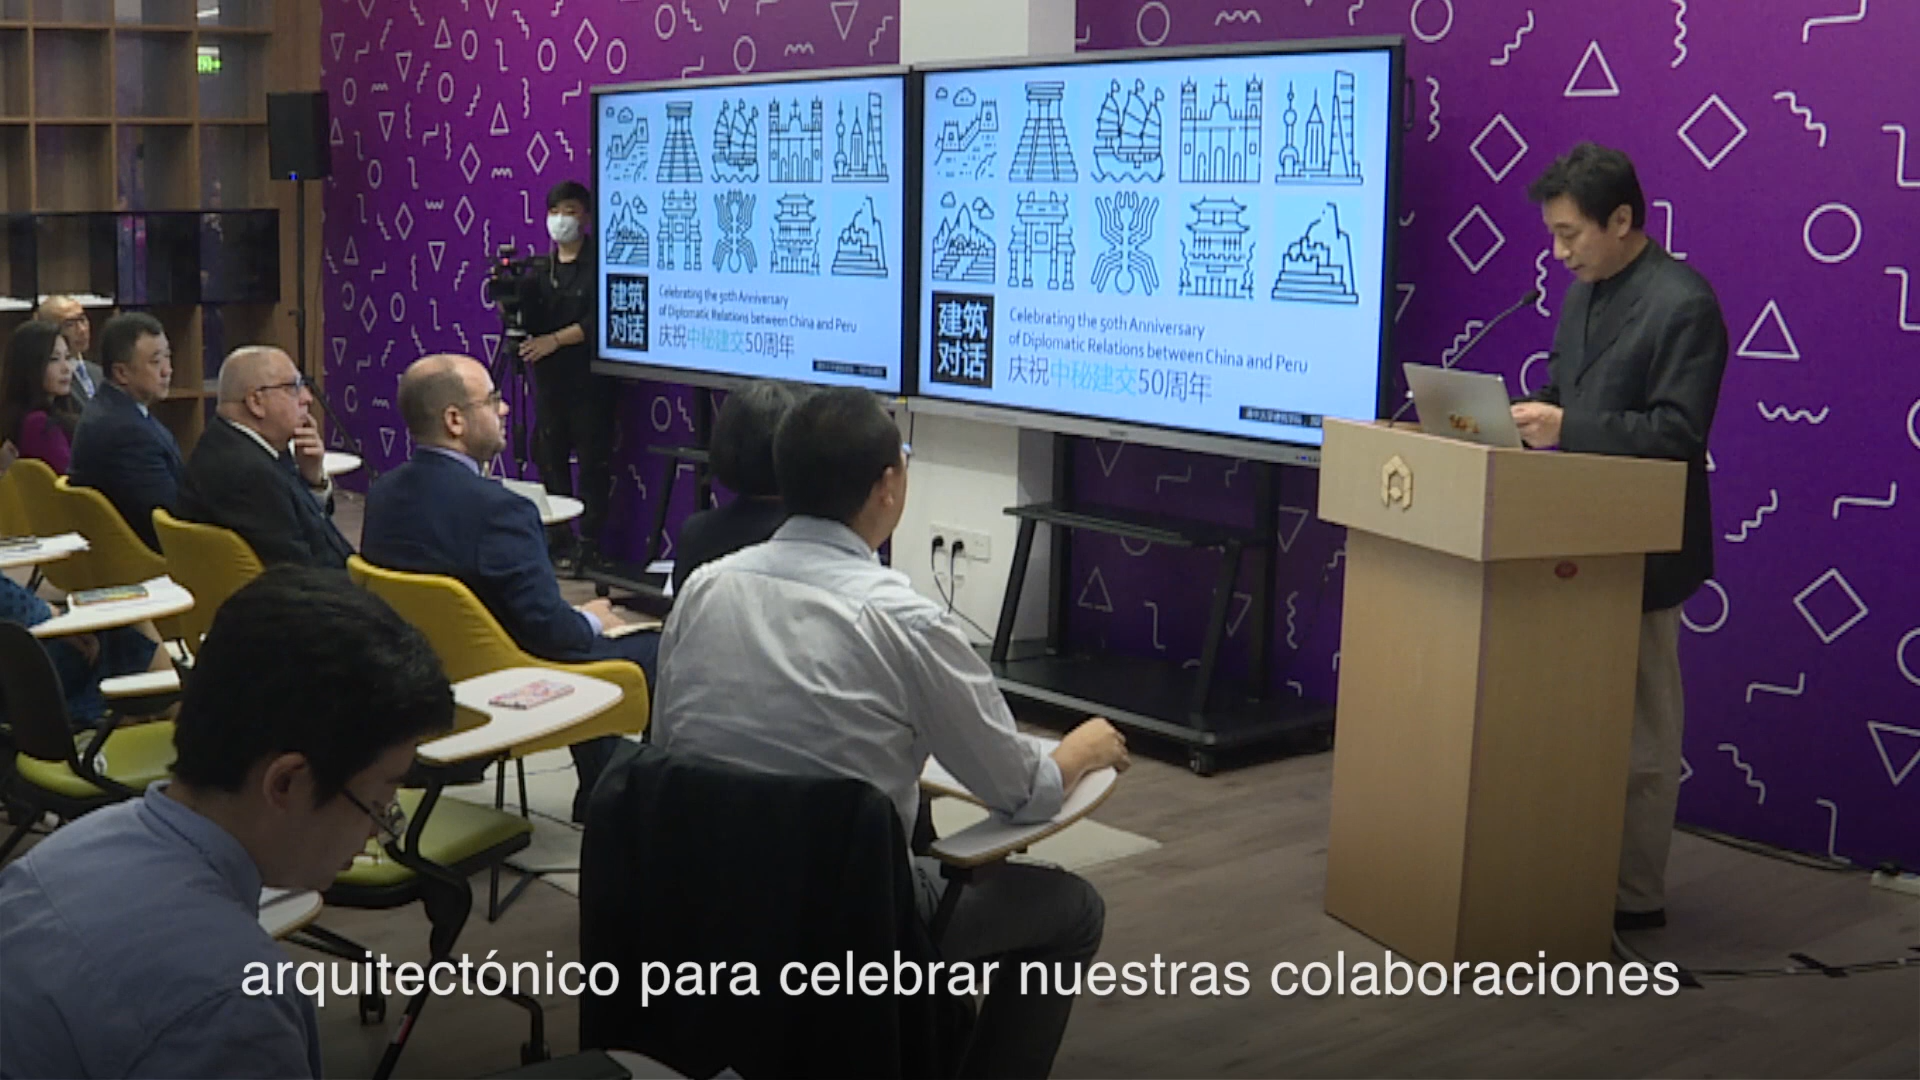 建筑
对话
Celebrating the 50th Anniversary
of Diplomatic Relations between China and Peru
庆祝中秘建交50周年
建筑
对话
Celebrating the 50th Anniversary
of Diplomatic Relations between China and Peru
庆祝中秘建交50周年
arquitectónico para celebrar nuestras colaboraciones